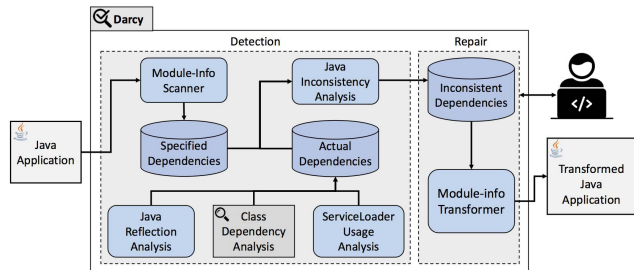 Darcy
Detection
Repair
Module-Info
Scanner
Java
Inconsistency
Analysis
Inconsistent
Dependencies
</>
Java
Application
Specified
Dependencies
Actual
Dependencies
Module-info
Transformer
Transformed
Java
Application
Java
Reflection
Analysis
Class
Dependency
Analysis
ServiceLoader
Usage
Analysis